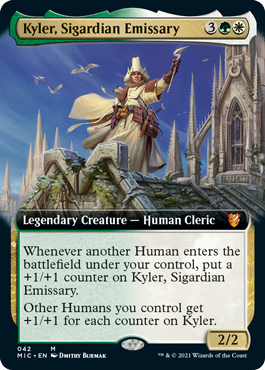 Kyler, Sigardian Emissary 3
Legendary Creature — Human Cleric
Whenever another Human enters the
battlefield under your control, put a
+1/+1 counter on Kyler, Sigardian
Emissary.
Other Humans you control get
+1/+1 for each counter on Kyler.
2/2
042 M
MIC • EN Dmitry Burmak
™ & © 2021 Wizards of the Coast